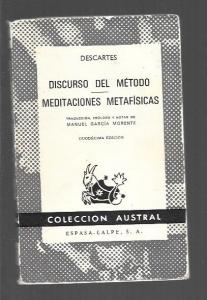 DESCARTES
DISCURSO DEL MÉTODO
MEDITACIONES METAFÍSICAS
TRADUCCIÓN, PRÓLOGO Y NOTAS DE
MANUEL GARCÍA MORENTE
DUODÉCIMA EDICIÓN
COLECCION AUSTRAL
ESPASA-CALPE, S. A.